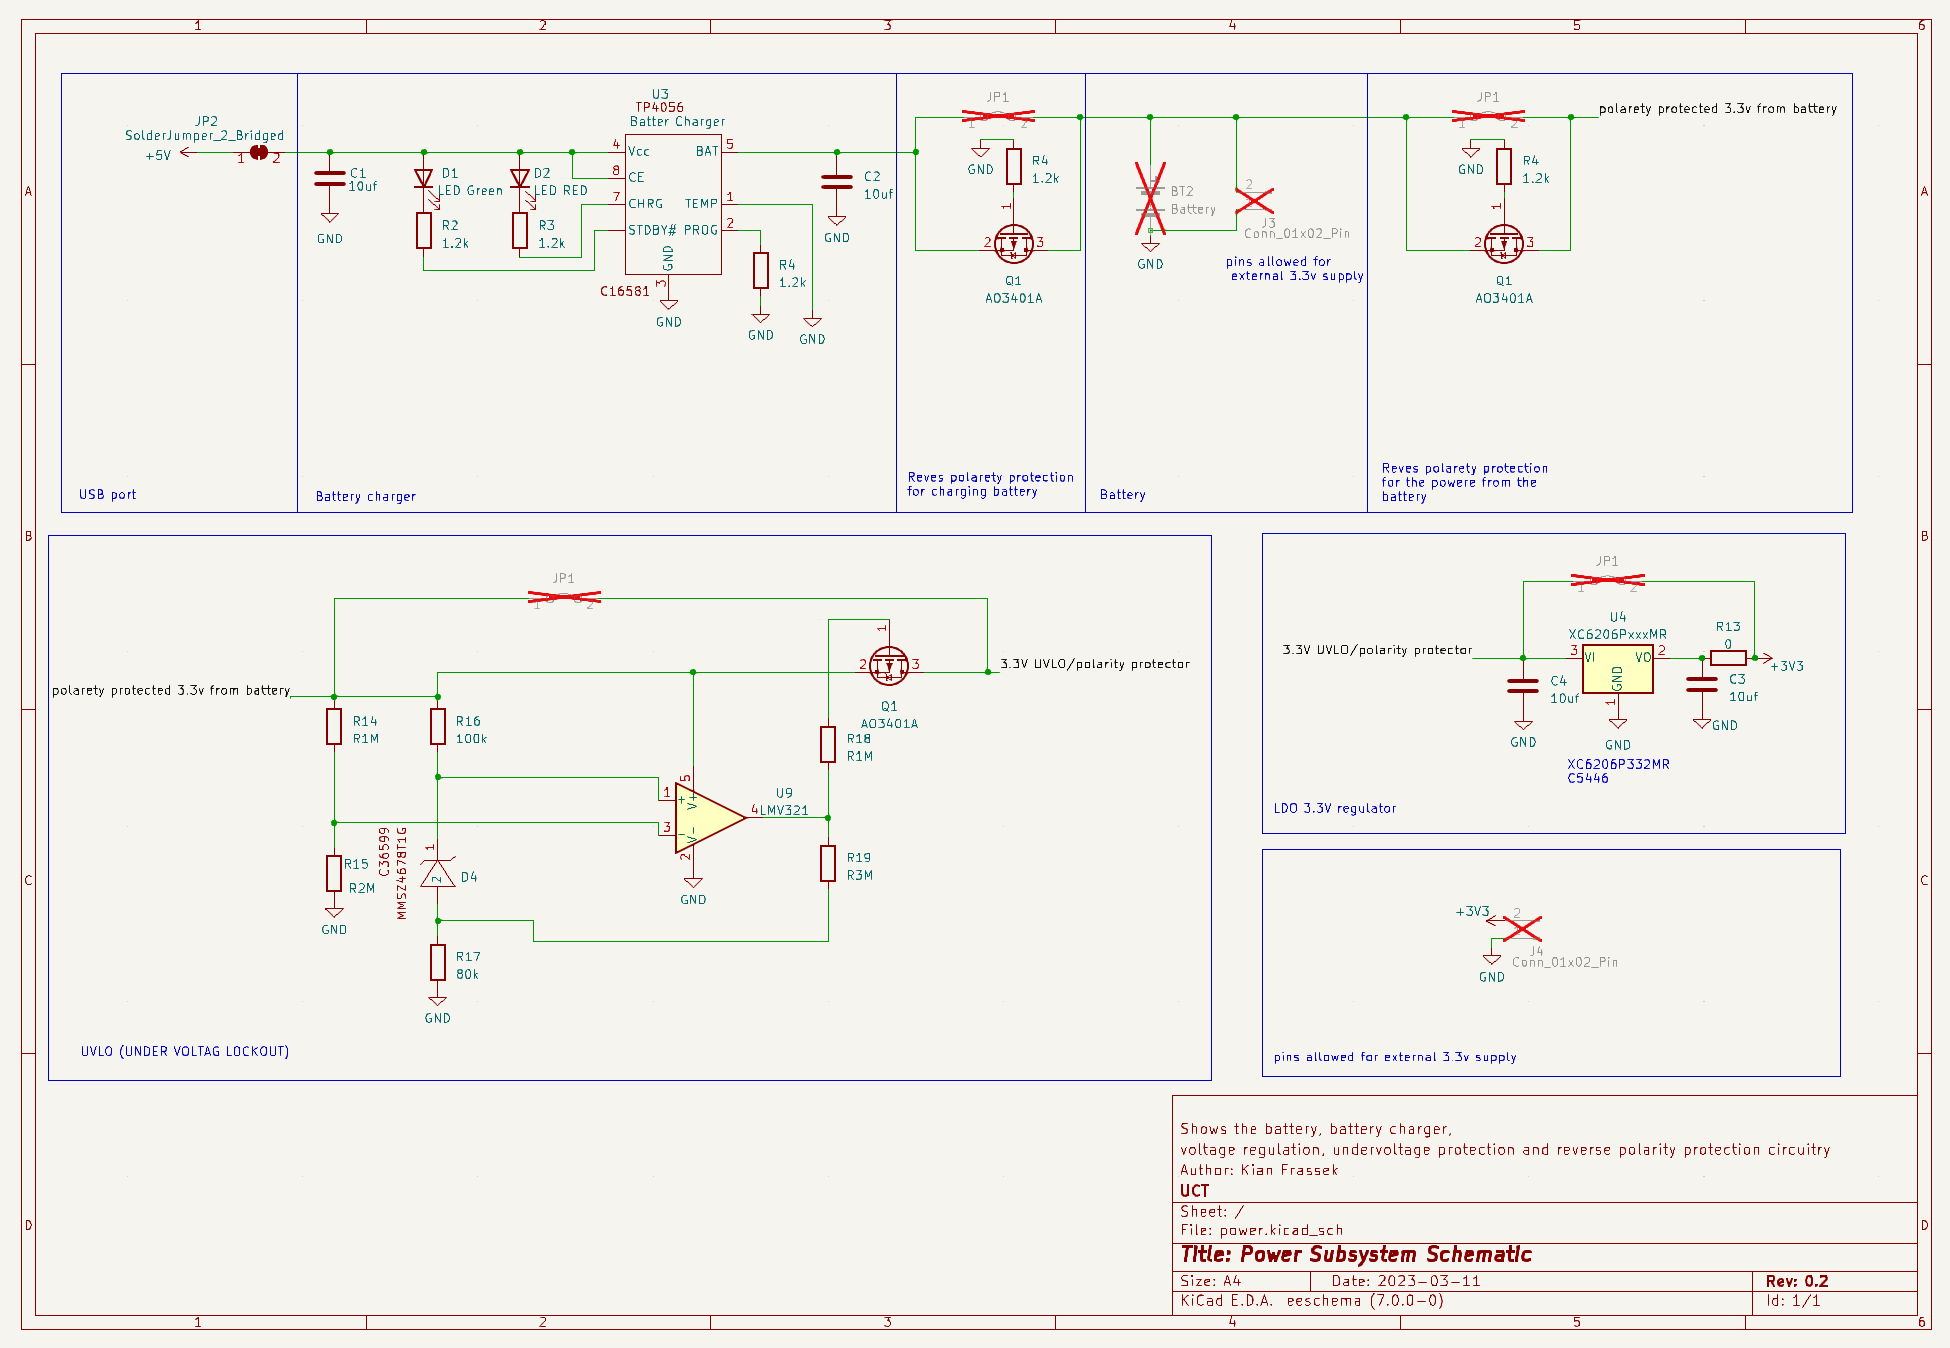 1 2 3 4 5 6
A
B
C
D
JP2
SolderJumper_2_Bridged
+5V
1 2
USB port
C1
10uf
GND
D1
LED Green
R2
1.2k
D2
LED RED
R3
1.2k
U3
TP4056
Batter Charger
4 Vcc
BAT 5
8 CE
7 CHRG
TEMP 1
STDBY# PROG 2
GND
3
C16581
GND
R4
1.2k
GND
GND
C2
10uf
GND
Battery charger
JP1
1 2
GND
R4
1.2k
1
2 3
Q1
AO3401A
Reves polarety protection
for charging battery
BT2
Battery
+
GND
2
J3
Conn_01x02_Pin
pins allowed for
external 3.3v supply
Battery
JP1
1 2
polarety protected 3.3v from battery
GND
R4
1.2k
1
2 3
Q1
AO3401A
Reves polarety protection
for the powere from the
battery
JP1
1 2
polarety protected 3.3v from battery
R14
R1M
R16
100k
R15
R2M
GND
C36599
MMSZ4678T1G
1
2
D4
R17
80k
GND
1
+
3
-
5
V+
V-
2
GND
U9
4 LMV321
1
2 3
Q1
AO3401A
3.3V UVLO/polarity protector
R18
R1M
R19
R3M
UVLO (UNDER VOLTAG LOCKOUT)
JP1
1 2
U4
XC6206PxxxMR
3.3V UVLO/polarity protector
3 VI
VO 2
GND
1
R13
0
+3V3
C4
10uf
GND
C3
10uf
GND
GND
XC6206P332MR
C5446
LDO 3.3V regulator
+3V3
2
J4
Conn_01x02_Pin
GND
pins allowed for external 3.3v supply
Shows the battery, battery charger,
voltage regulation, undervoltage protection and reverse polarity protection circuitry
Author: Kian Frassek
UCT
Sheet: /
File: power.kicad_sch
Title: Power Subsystem Schematic
Size: A4
Date: 2023-03-11
Rev: 0.2
KiCad E.D.A. eeschema (7.0.0-0)
Id: 1/1
A
B
C
D
1 2 3 4 5 6